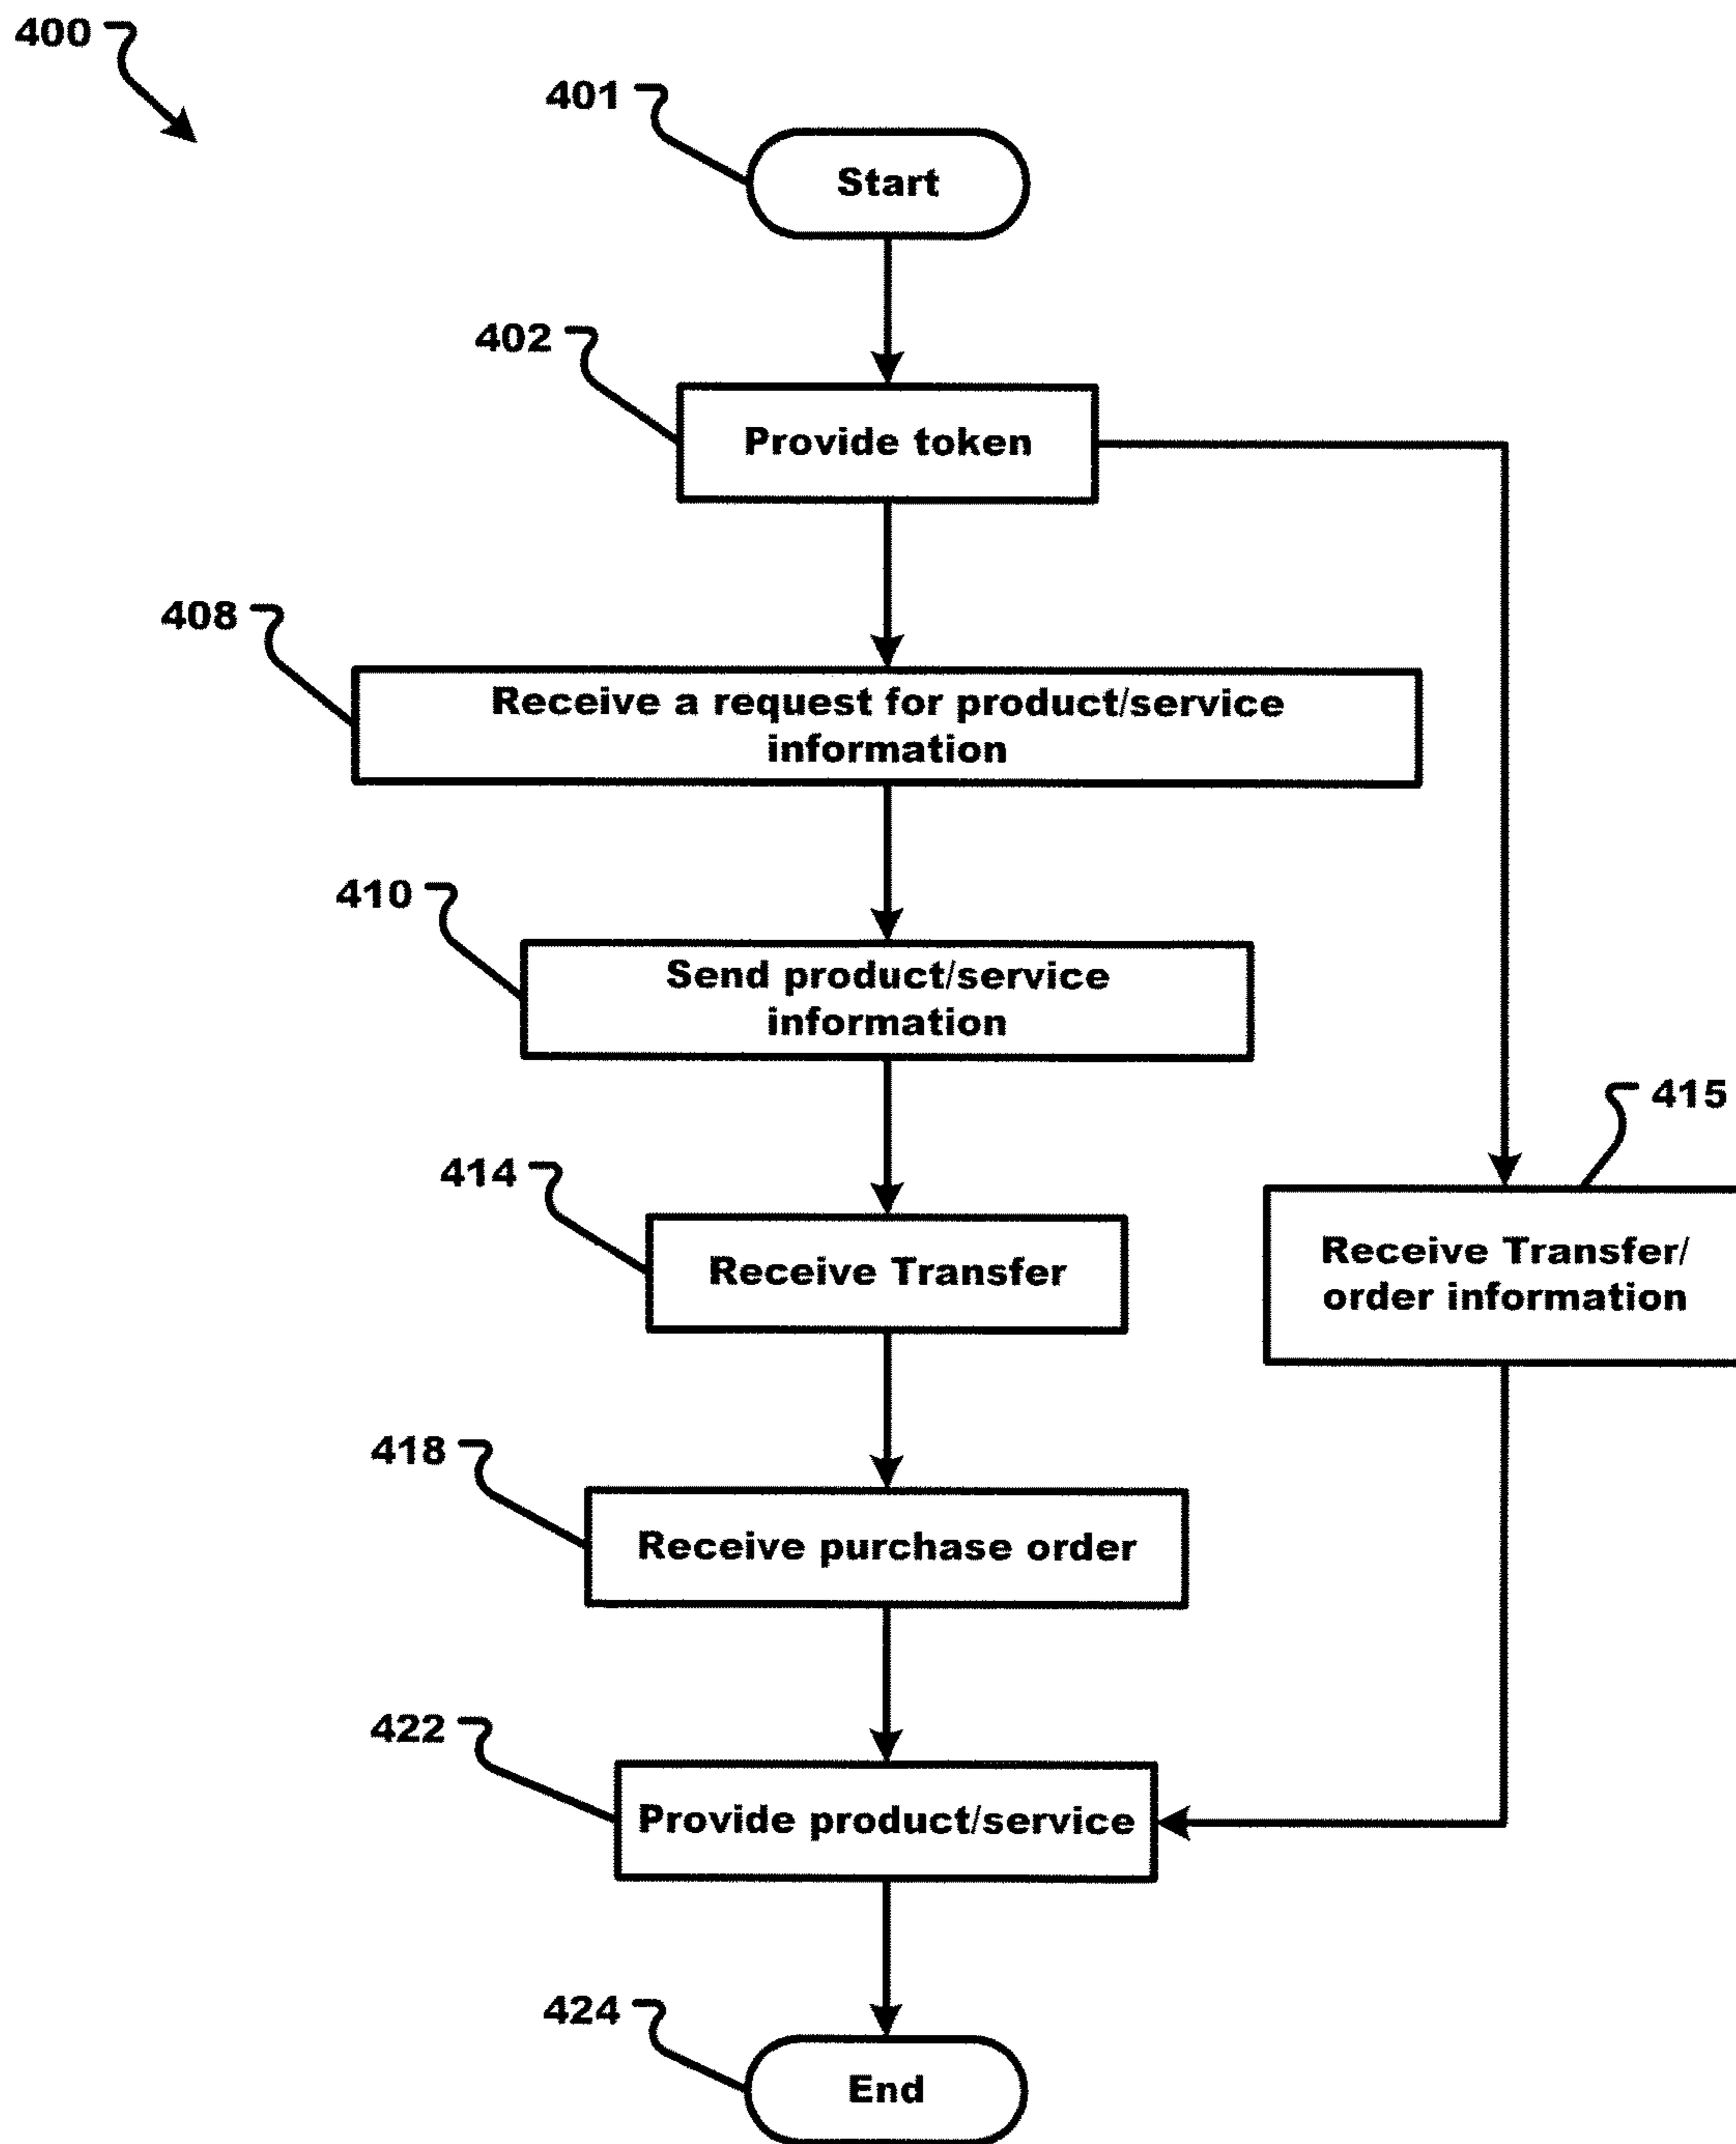 400
401
Start
402
Provide token
408
Receive a request for product/service
information
410
Send product/service
information
415
414
Receive Transfer
Receive Transfer/
order information
418
Receive purchase order
422
Provide product/service
424
End